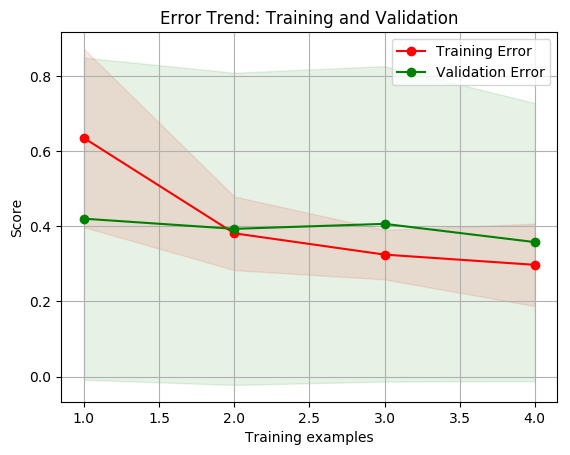 Error Trend: Training and Validation
Training Error
Validation Error
0.8
0.6
0.4
0.2
0.0
Score
1.0 1.5 2.0 2.5 3.0 3.5 4.0
Training examples